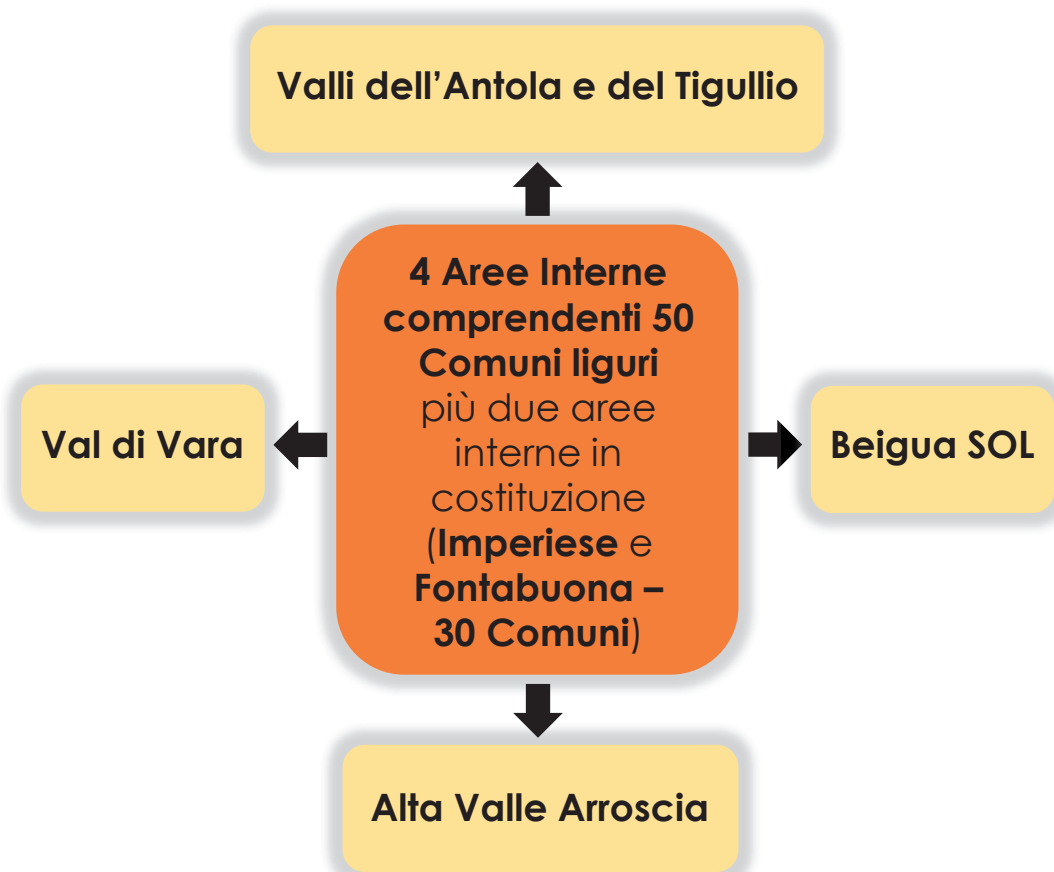 Valli dell’Antola e del Tigullio
4 Aree Interne
comprendenti 50
Comuni liguri
più due aree
interne in
costituzione
(Imperiese e
Fontabuona –
30 Comuni)
Val di Vara
Beigua SOL
Alta Valle Arroscia